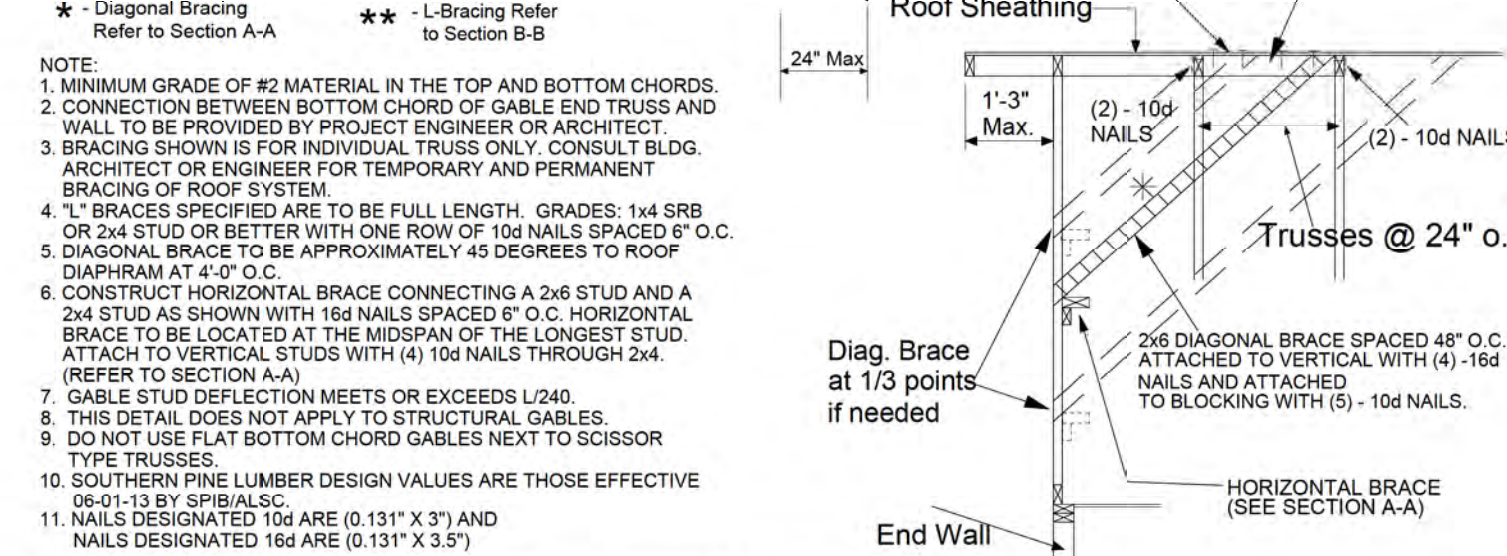 * - Diagonal Bracing
Refer to Section A-A
** - L-Bracing Refer
to Section B-B
NOTE:
1. MINIMUM GRADE OF #2 MATERIAL IN THE TOP AND BOTTOM CHORDS.
2. CONNECTION BETWEEN BOTTOM CHORD OF GABLE END TRUSS AND
WALL TO BE PROVIDED BY PROJECT ENGINEER OR ARCHITECT.
3. BRACING SHOWN IS FOR INDIVIDUAL TRUSS ONLY. CONSULT BLDG.
ARCHITECT OR ENGINEER FOR TEMPORARY AND PERMANENT
BRACING OF ROOF SYSTEM.
4. "L" BRACES SPECIFIED ARE TO BE FULL LENGTH. GRADES: 1x4 SRB
OR 2x4 STUD OR BETTER WITH ONE ROW OF 10d NAILS SPACED 6" O.C.
5. DIAGONAL BRACE TO BE APPROXIMATELY 45 DEGREES TO ROOF
DIAPHRAM AT 4'-0" O.C.
6. CONSTRUCT HORIZONTAL BRACE CONNECTING A 2x6 STUD AND A
2x4 STUD AS SHOWN WITH 16d NAILS SPACED 6" O.C. HORIZONTAL
BRACE TO BE LOCATED AT THE MIDSPAN OF THE LONGEST STUD.
ATTACH TO VERTICAL STUDS WITH (4) 10d NAILS THROUGH 2x4.
(REFER TO SECTION A-A)
7. GABLE STUD DEFLECTION MEETS OR EXCEEDS L/240.
8. THIS DETAIL DOES NOT APPLY TO STRUCTURAL GABLES.
9. DO NOT USE FLAT BOTTOM CHORD GABLES NEXT TO SCISSOR
TYPE TRUSSES.
10. SOUTHERN PINE LUMBER DESIGN VALUES ARE THOSE EFFECTIVE
06-01-13 BY SPIB/ALSC.
11. NAILS DESIGNATED 10d ARE (0.131" X 3") AND
NAILS DESIGNATED 16d ARE (0.131" X 3.5")
Roof Sheathing
24" Max
1'-3"
Max.
(2) - 10d
NAILS
(2) - 10d NAILS
Trusses @ 24" o.
Diag. Brace
at 1/3 points
if needed
2x6 DIAGONAL BRACE SPACED 48" O.C.
ATTACHED TO VERTICAL WITH (4) -16d
NAILS AND ATTACHED
TO BLOCKING WITH (5) - 10d NAILS.
HORIZONTAL BRACE
(SEE SECTION A-A)
End Wall